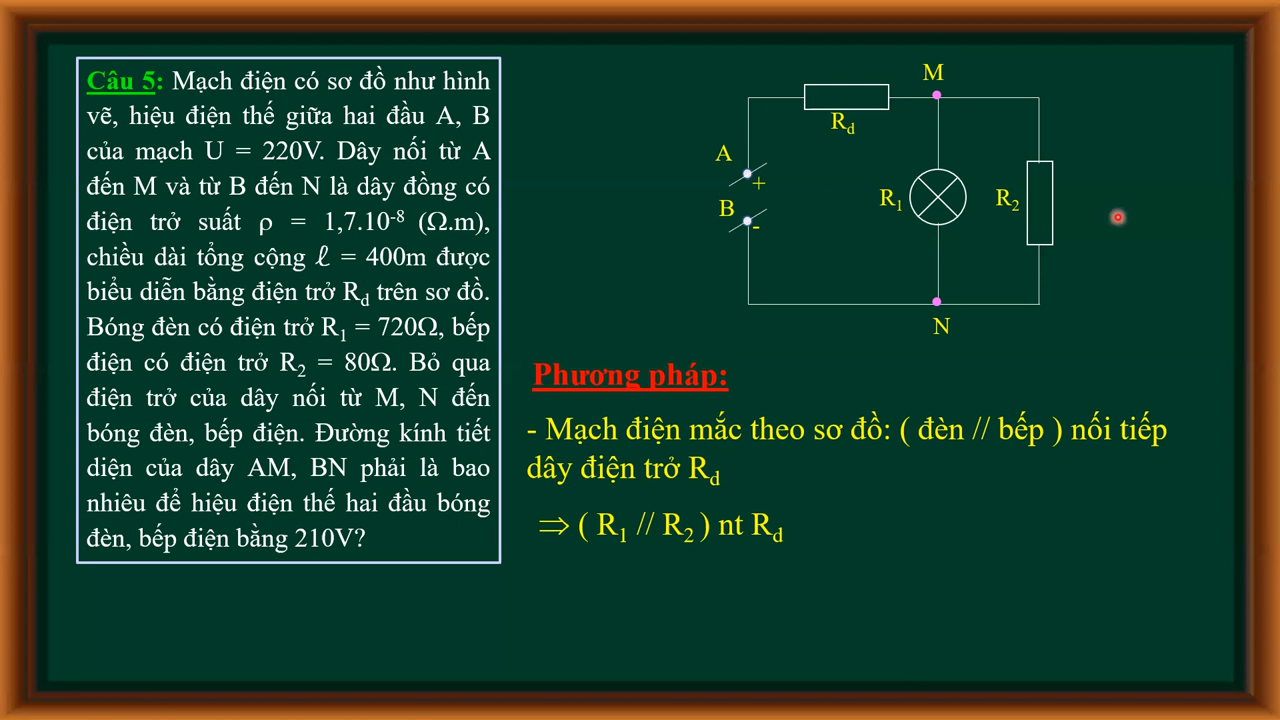 Câu 5: Mạch điện có sơ đồ như hình
vẽ, hiệu điện thế giữa hai đầu A, B
của mạch U = 220V. Dây nối từ A
đến M và từ B đến N là dây đồng có
điện trở suất ρ = 1,7.10⁻⁸ (Ω.m),
chiều dài tổng cộng ℓ = 400m được
biểu diễn bằng điện trở Rd trên sơ đồ.
Bóng đèn có điện trở R₁ = 720Ω, bếp
điện có điện trở R₂ = 80Ω. Bỏ qua
điện trở của dây nối từ M, N đến
bóng đèn, bếp điện. Đường kính tiết
diện của dây AM, BN phải là bao
nhiêu để hiệu điện thế hai đầu bóng
đèn, bếp điện bằng 210V?
M
Rd
A
+
B
-
R₁
R₂
N
Phương pháp:
- Mạch điện mắc theo sơ đồ: ( đèn // bếp ) nối tiếp
dây điện trở Rd
⇒ ( R₁ // R₂ ) nt Rd